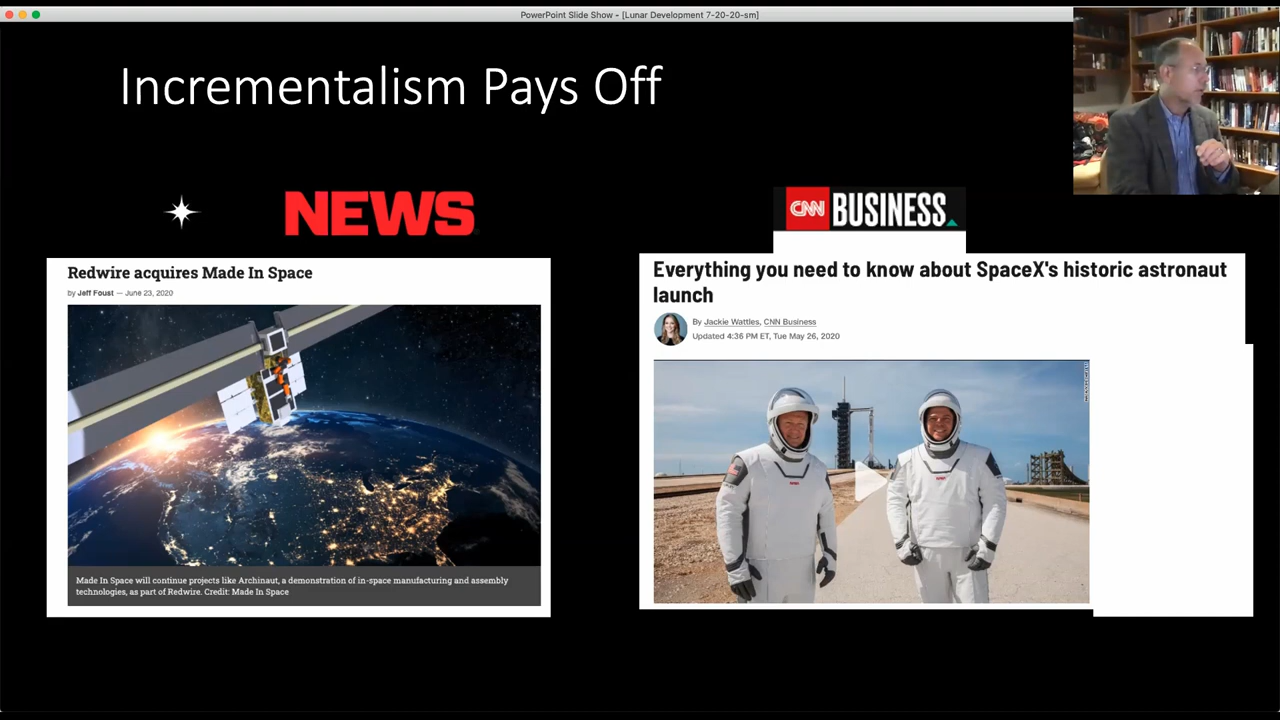 PowerPoint Slide Show - [Lunar Development 7-20-20-sm]
Incrementalism Pays Off
NEWS
Redwire acquires Made In Space
by Jeff Foust — June 23, 2020
Made In Space will continue projects like Archinaut, a demonstration of in-space manufacturing and assembly
technologies, as part of Redwire. Credit: Made In Space
CNN BUSINESS
Everything you need to know about SpaceX's historic astronaut
launch
By Jackie Wattles, CNN Business
Updated 4:36 PM ET, Tue May 26, 2020